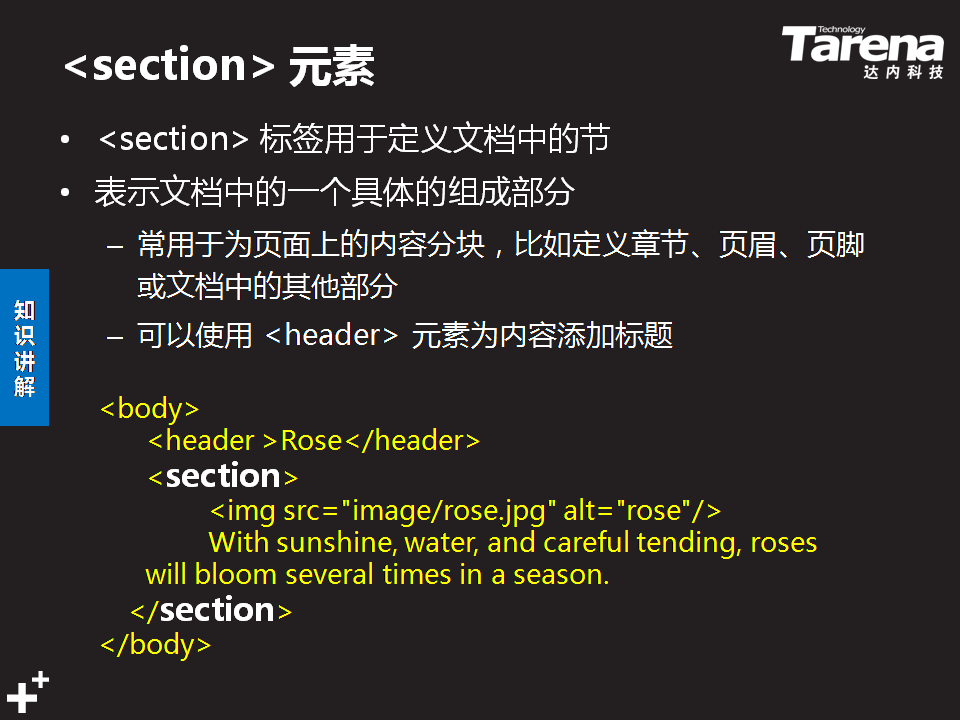 <section> 元素
Technology
Tarena
达内科技
• <section> 标签用于定义文档中的节
• 表示文档中的一个具体的组成部分
– 常用于为页面上的内容分块，比如定义章节、页眉、页脚
或文档中的其他部分
– 可以使用 <header> 元素为内容添加标题
知识讲解
<body>
<header >Rose</header>
<section>
<img src="image/rose.jpg" alt="rose"/>
With sunshine, water, and careful tending, roses
will bloom several times in a season.
</section>
</body>